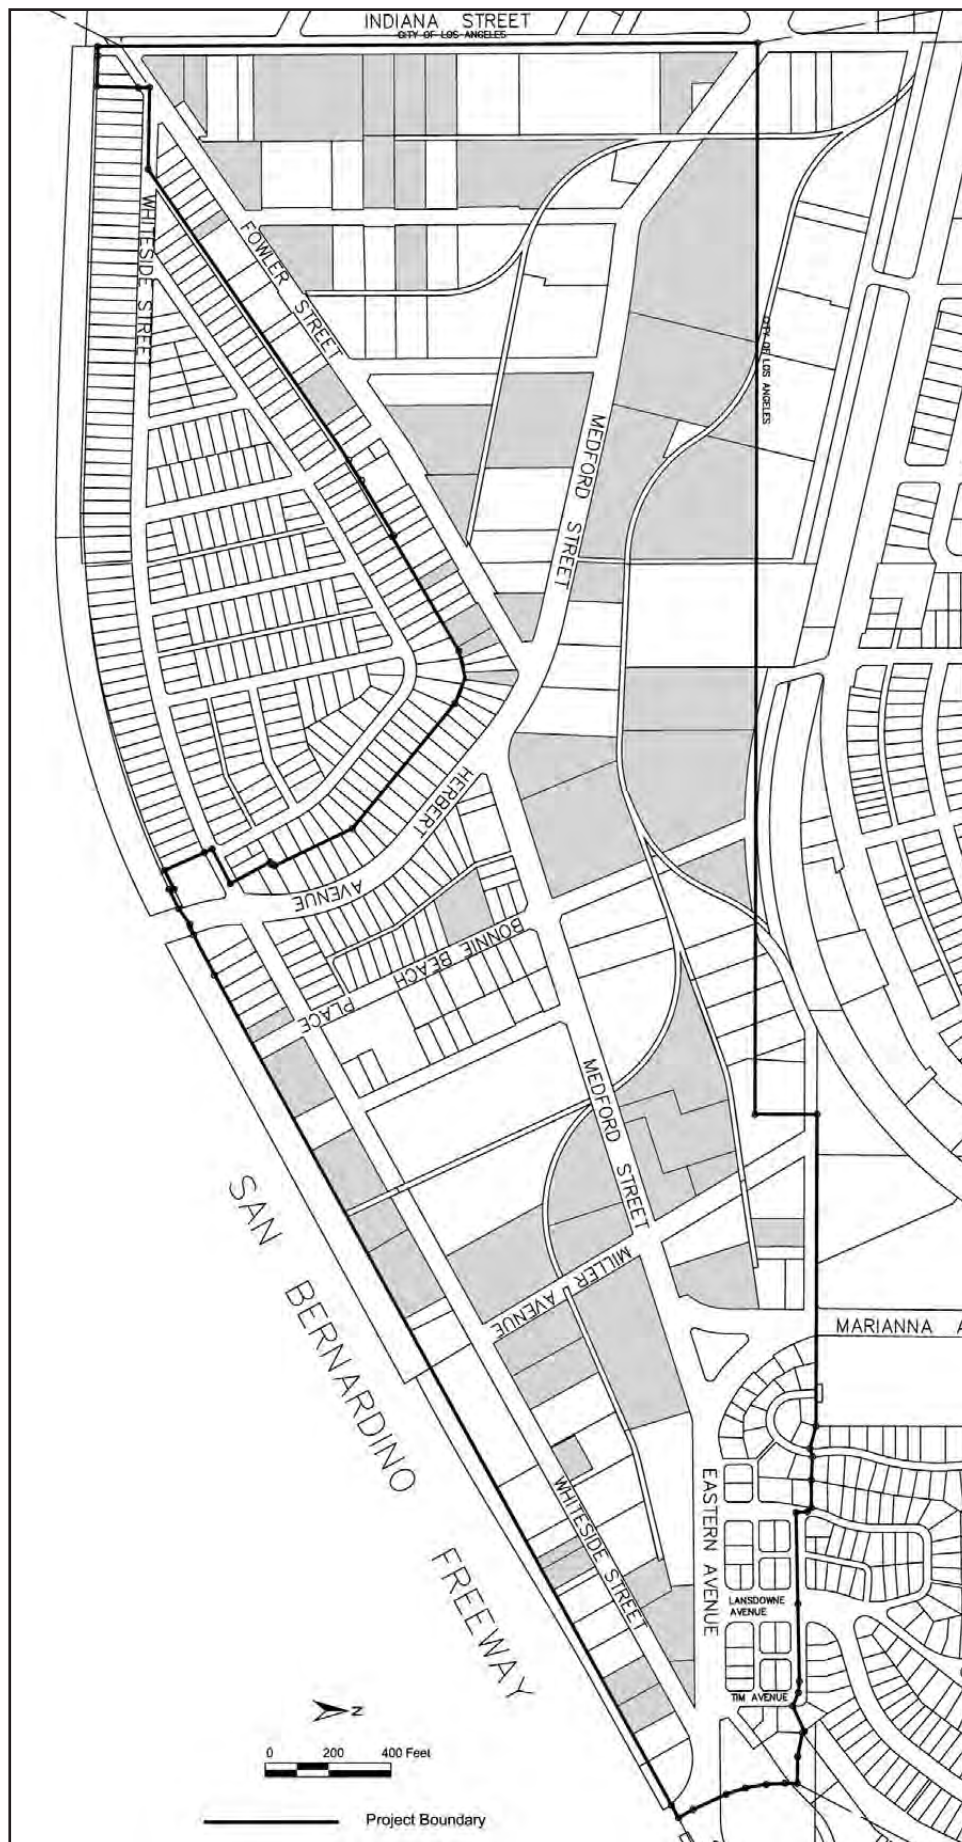 INDIANA STREET
CITY OF LOS ANGELES
WHITESIDE STREE
FOWLER STREET
CITY OF LOS ANGELES
MEDFORD STREET
HERBERT
AVENUE
BONNIE BEACH
PLACE
MEDFORD STREET
SAN BERNARDINO FREEWAY
MILLER AVENUE
MARIANNA A
WHITESIDE STREET
EASTERN AVENUE
LANSDOWNE
AVENUE
TIM AVENUE
N
0 200 400 Feet
Project Boundary